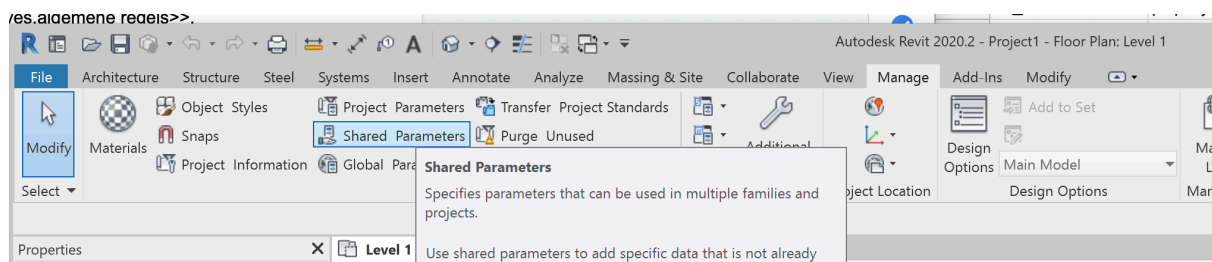 yes.algemene regels>>.
Autodesk Revit 2020.2 - Project1 - Floor Plan: Level 1
File Architecture Structure Steel Systems Insert Annotate Analyze Massing & Site Collaborate View Manage Add-Ins Modify
Object Styles Project Parameters Transfer Project Standards Add to Set
Snaps Shared Parameters Purge Unused
Modify Materials Additional Design Options
Project Information Global Para Main Model
Select Project Location Design Options
Shared Parameters
Specifies parameters that can be used in multiple families and
projects.
Use shared parameters to add specific data that is not already
Properties Level 1